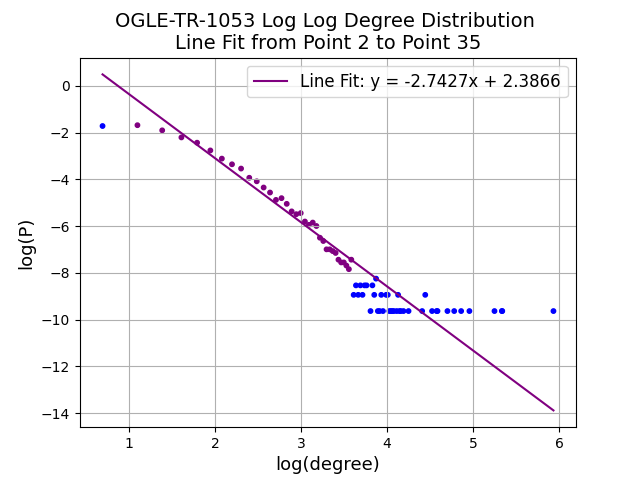 OGLE-TR-1053 Log Log Degree Distribution
Line Fit from Point 2 to Point 35
Line Fit: y = -2.7427x + 2.3866
0
−2
−4
−6
−8
−10
−12
−14
log(P)
1 2 3 4 5 6
log(degree)